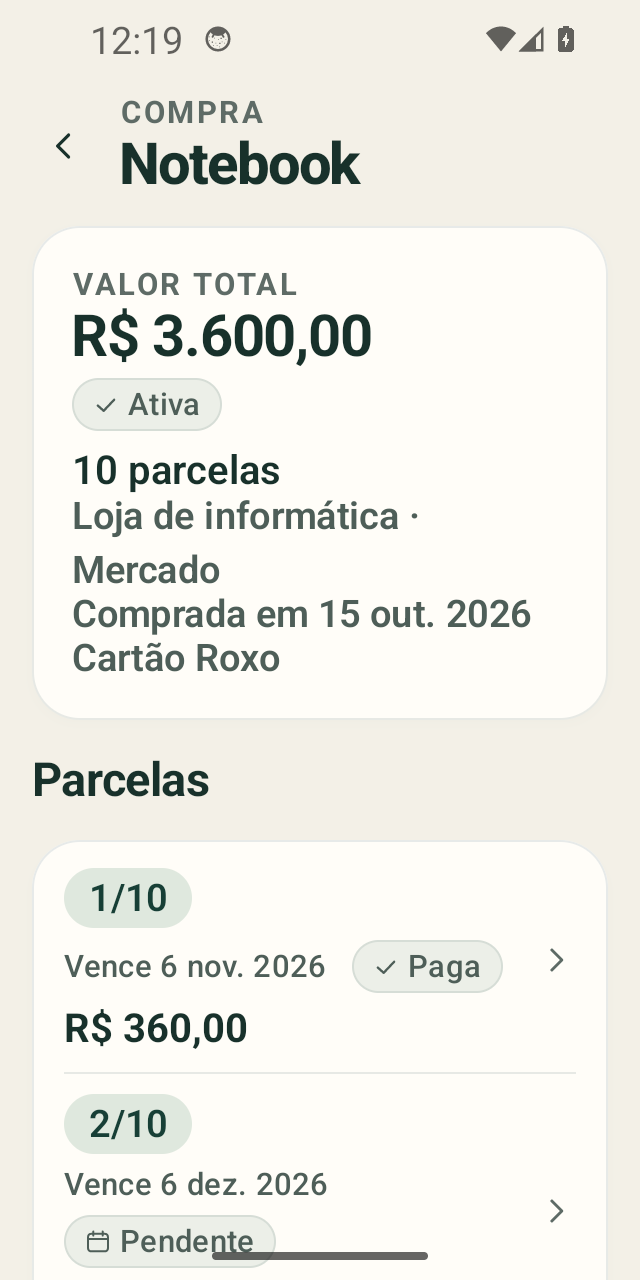 12:19
COMPRA
Notebook
VALOR TOTAL
R$ 3.600,00
Ativa
10 parcelas
Loja de informática ·
Mercado
Comprada em 15 out. 2026
Cartão Roxo
Parcelas
1/10
Vence 6 nov. 2026
Paga
R$ 360,00
2/10
Vence 6 dez. 2026
Pendente